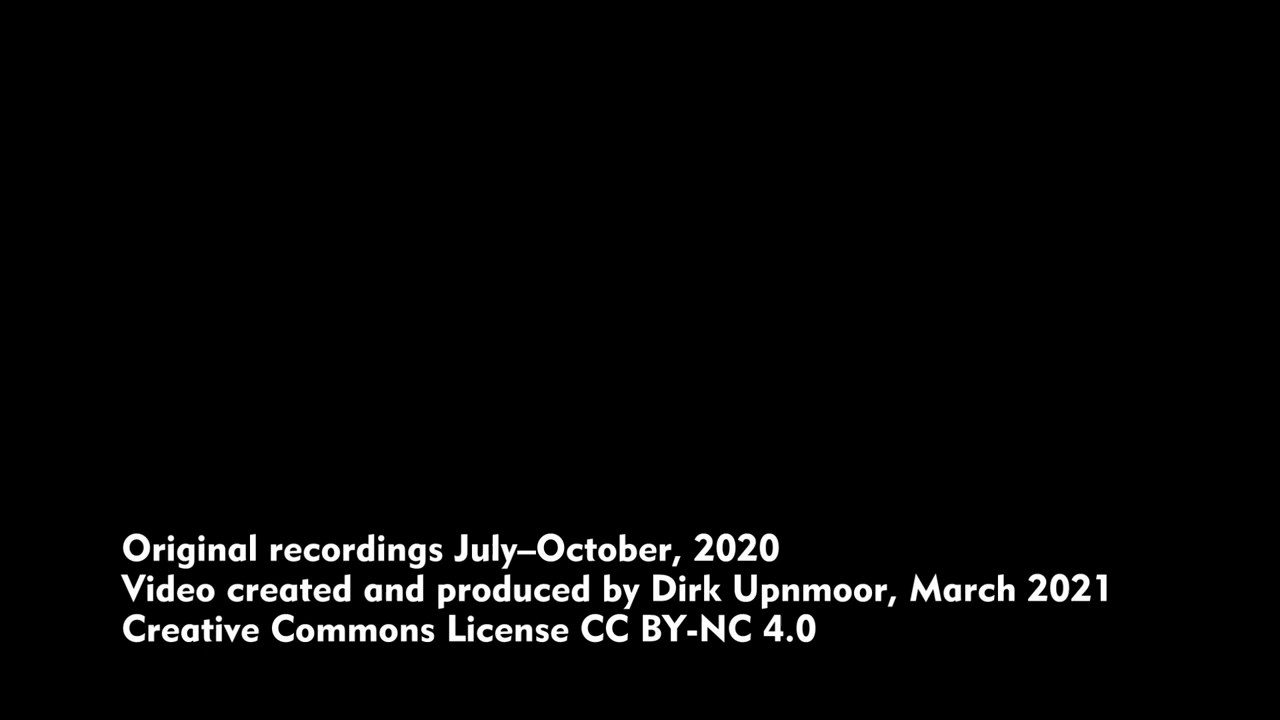 Original recordings July–October, 2020
Video created and produced by Dirk Upnmoor, March 2021
Creative Commons License CC BY-NC 4.0